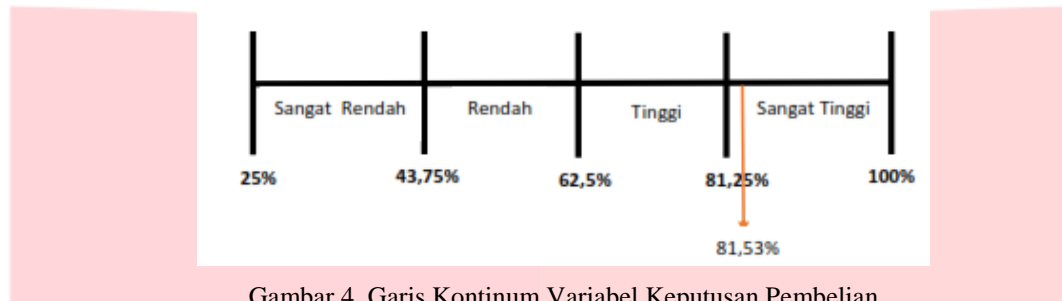 Sangat Rendah Rendah Tinggi Sangat Tinggi
25% 43,75% 62,5% 81,25% 100%
81,53%
Gambar 4. Garis Kontinum Variabel Keputusan Pembelian